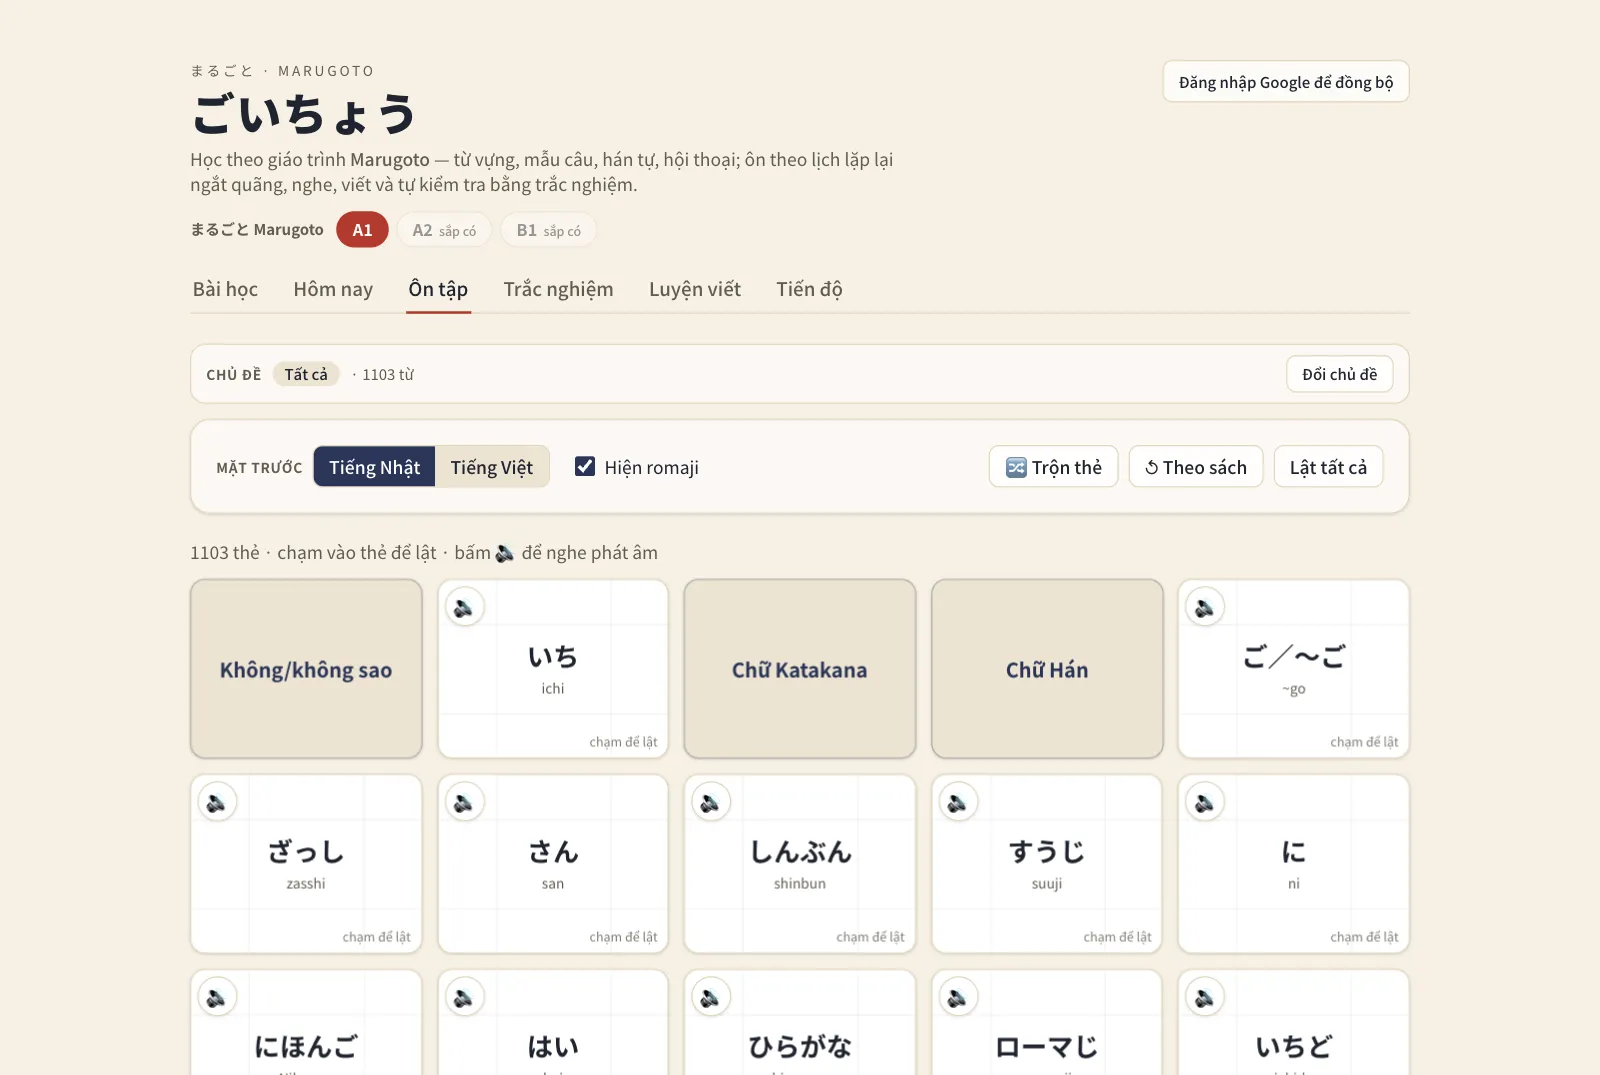 まるごと · MARUGOTO
Đăng nhập Google để đồng bộ
ごいちょう
Học theo giáo trình Marugoto — từ vựng, mẫu câu, hán tự, hội thoại; ôn theo lịch lặp lại
ngắt quãng, nghe, viết và tự kiểm tra bằng trắc nghiệm.
まるごと Marugoto A1 A2 sắp có B1 sắp có
Bài học Hôm nay Ôn tập Trắc nghiệm Luyện viết Tiến độ
CHỦ ĐỀ Tất cả · 1103 từ Đổi chủ đề
MẶT TRƯỚC Tiếng Nhật Tiếng Việt Hiện romaji Trộn thẻ Theo sách Lật tất cả
1103 thẻ · chạm vào thẻ để lật · bấm để nghe phát âm
Không/không sao
いち
ichi
chạm để lật
Chữ Katakana
Chữ Hán
ご／〜ご
~go
chạm để lật
ざっし
zasshi
chạm để lật
さん
san
chạm để lật
しんぶん
shinbun
chạm để lật
すうじ
suuji
chạm để lật
に
ni
chạm để lật
にほんご
はい
ひらがな
ローマじ
いちど